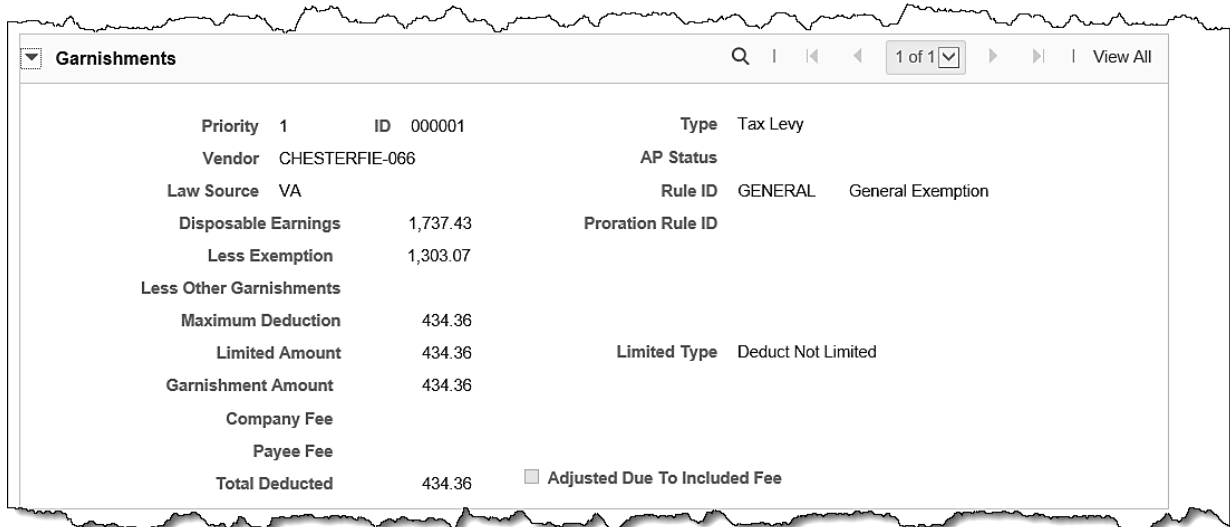 Garnishments 1 of 1 View All
Priority 1 ID 000001 Type Tax Levy
Vendor CHESTERFIE-066 AP Status
Law Source VA Rule ID GENERAL General Exemption
Disposable Earnings 1,737.43 Proration Rule ID
Less Exemption 1,303.07
Less Other Garnishments
Maximum Deduction 434.36
Limited Amount 434.36 Limited Type Deduct Not Limited
Garnishment Amount 434.36
Company Fee
Payee Fee
Total Deducted 434.36 Adjusted Due To Included Fee